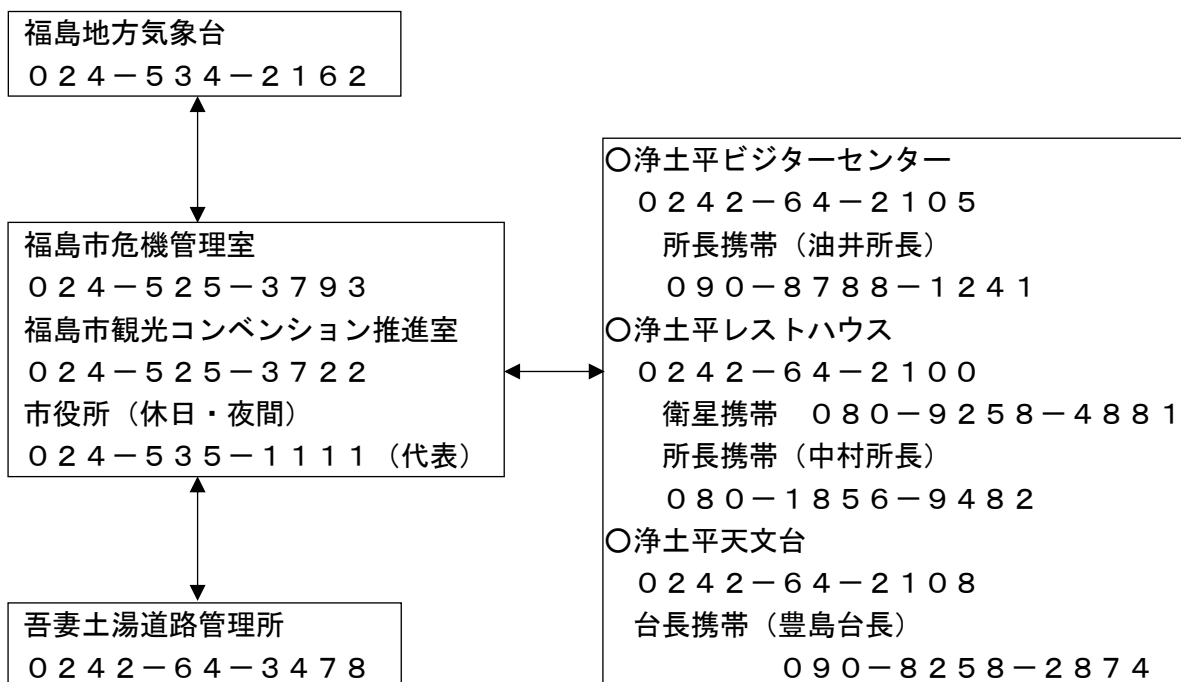 福島地方気象台
０２４－５３４－２１６２
福島市危機管理室
０２４－５２５－３７９３
福島市観光コンベンション推進室
０２４－５２５－３７２２
市役所（休日・夜間）
０２４－５３５－１１１１（代表）
吾妻土湯道路管理所
０２４２－６４－３４７８
〇浄土平ビジターセンター
０２４２－６４－２１０５
所長携帯（油井所長）
０９０－８７８８－１２４１
〇浄土平レストハウス
０２４２－６４－２１００
衛星携帯　０８０－９２５８－４８８１
所長携帯（中村所長）
０８０－１８５６－９４８２
〇浄土平天文台
０２４２－６４－２１０８
台長携帯（豊島台長）
０９０－８２５８－２８７４